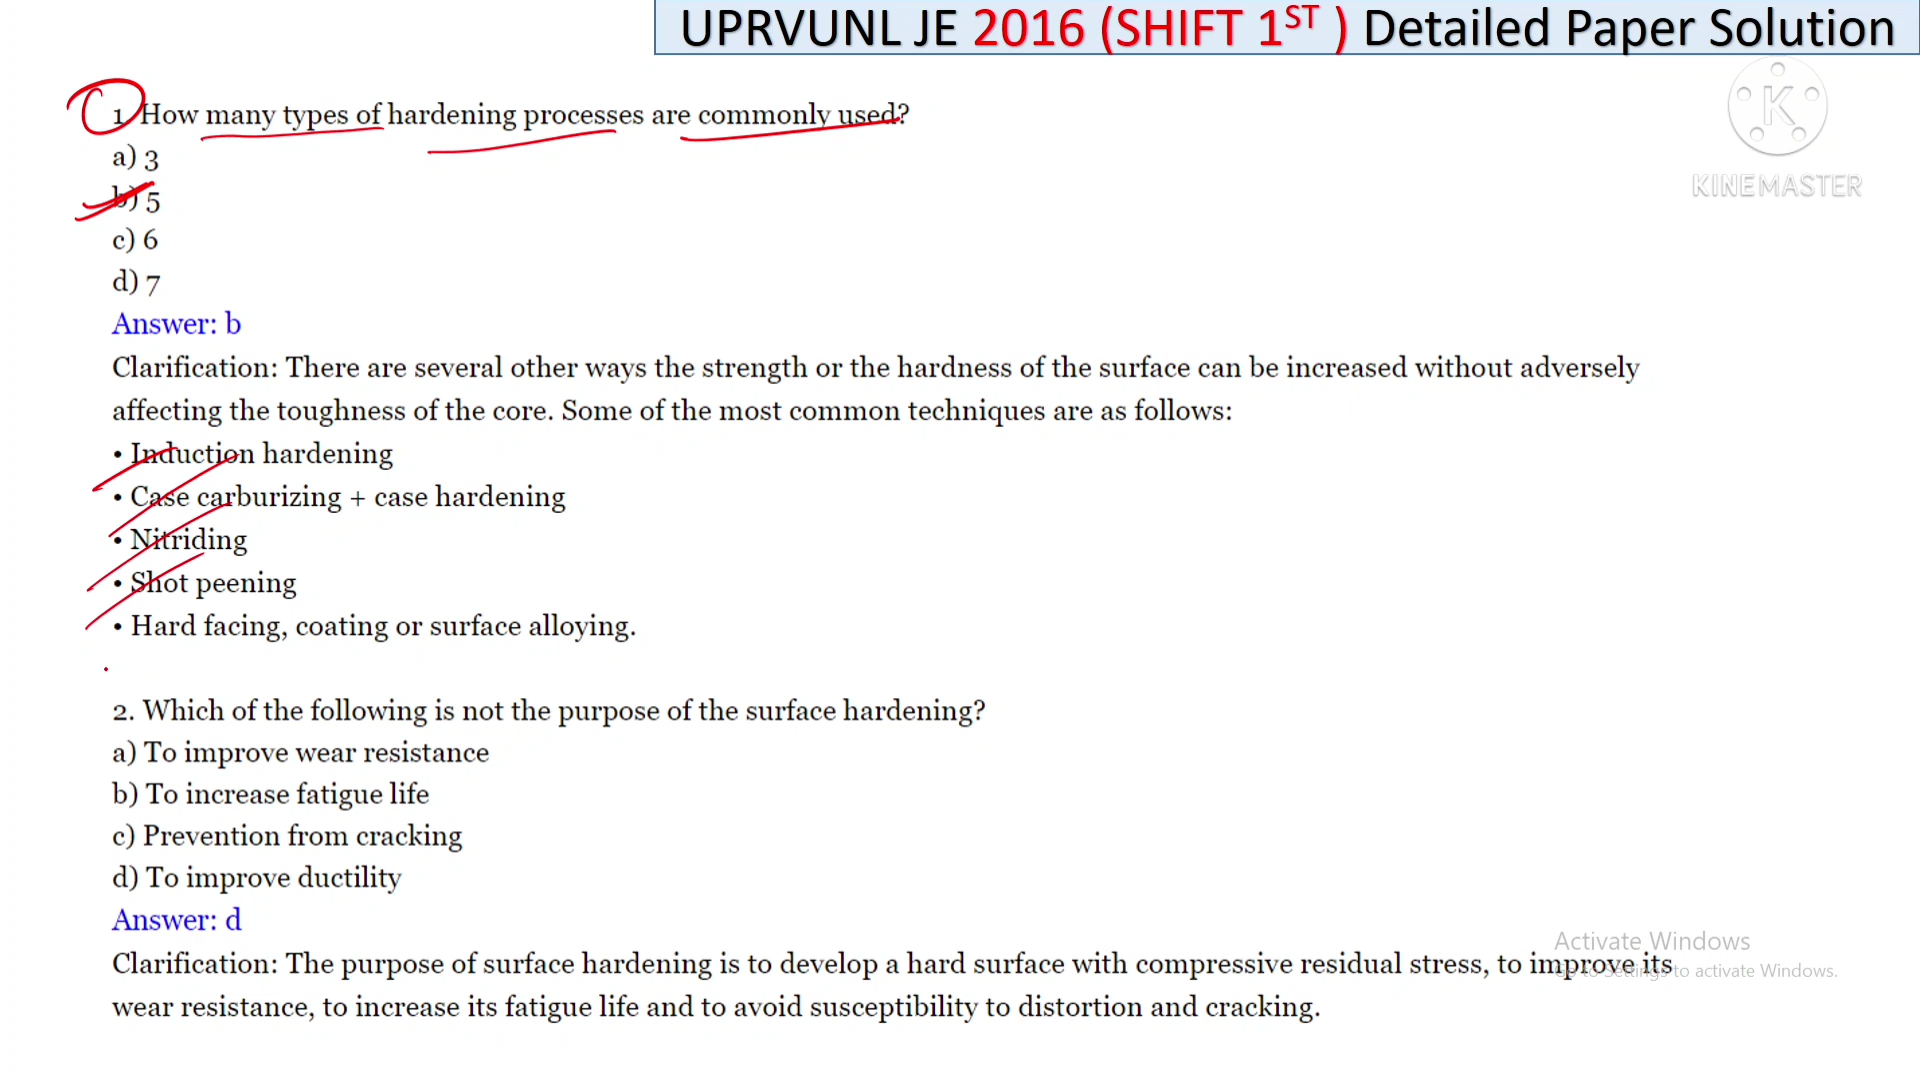 UPRVUNL JE 2016 (SHIFT 1ST ) Detailed Paper Solution
K
KINEMASTER
1. How many types of hardening processes are commonly used?
a) 3
b) 5
c) 6
d) 7
Answer: b
Clarification: There are several other ways the strength or the hardness of the surface can be increased without adversely
affecting the toughness of the core. Some of the most common techniques are as follows:
• Induction hardening
• Case carburizing + case hardening
• Nitriding
• Shot peening
• Hard facing, coating or surface alloying.
2. Which of the following is not the purpose of the surface hardening?
a) To improve wear resistance
b) To increase fatigue life
c) Prevention from cracking
d) To improve ductility
Answer: d
Clarification: The purpose of surface hardening is to develop a hard surface with compressive residual stress, to improve its
wear resistance, to increase its fatigue life and to avoid susceptibility to distortion and cracking.
Activate Windows
Go to Settings to activate Windows.